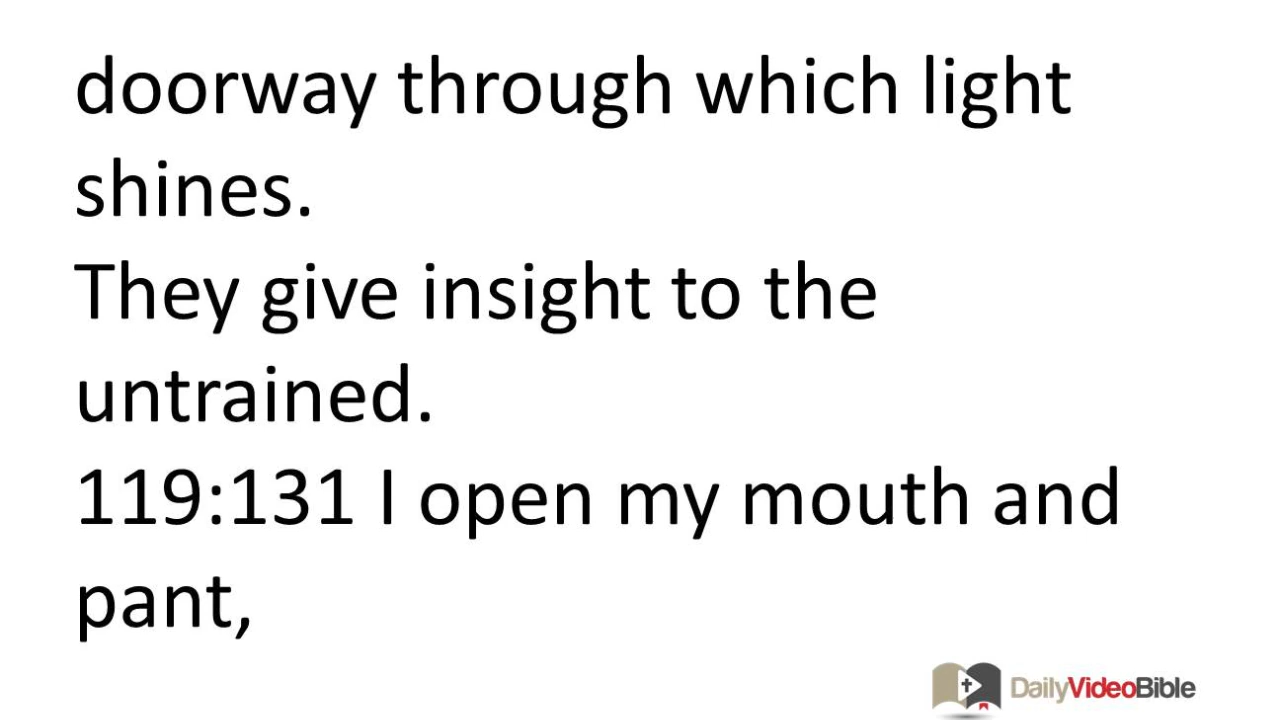 doorway through which light
shines.
They give insight to the
untrained.
119:131 I open my mouth and
pant,
DailyVideoBible